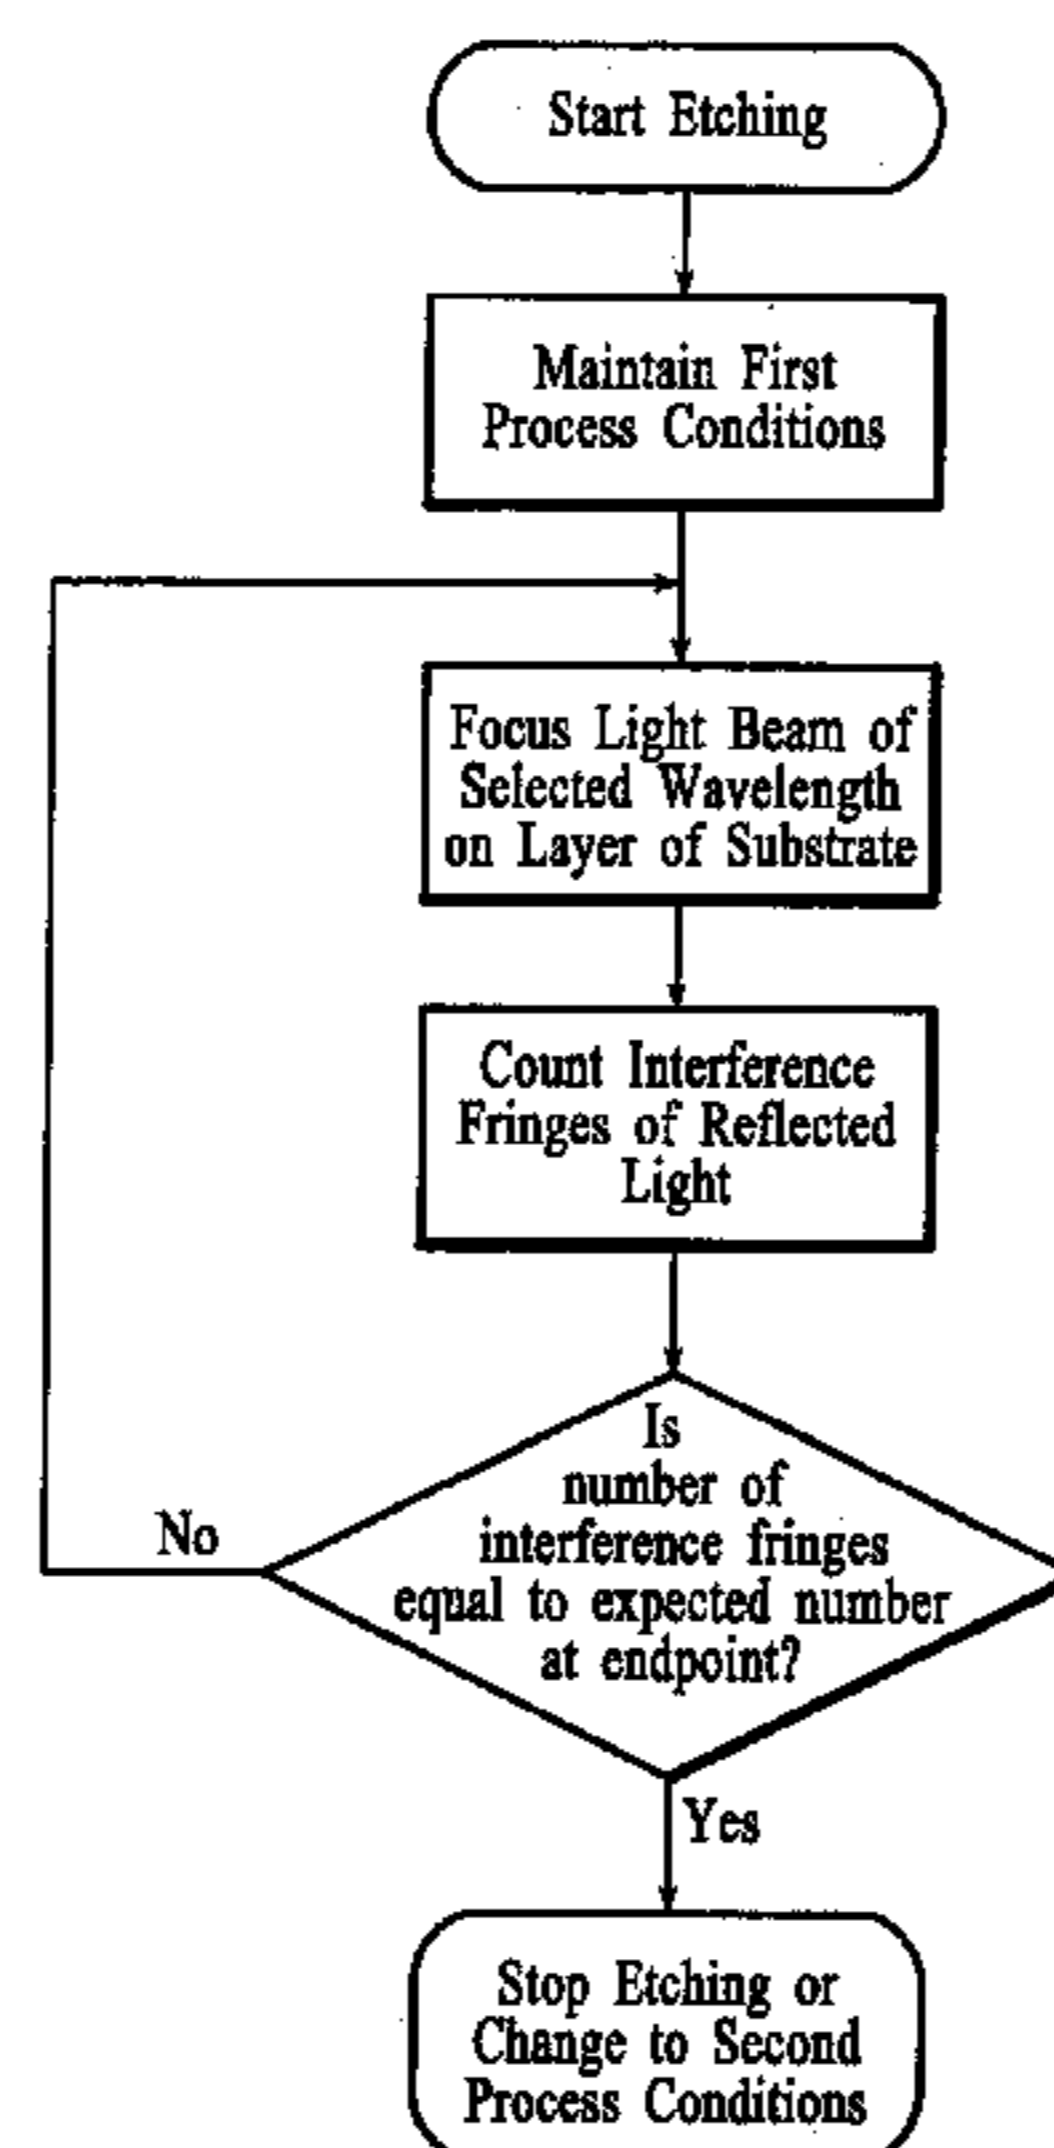 Start Etching
Maintain First
Process Conditions
Focus Light Beam of
Selected Wavelength
on Layer of Substrate
Count Interference
Fringes of Reflected
Light
Is
number of
interference fringes
equal to expected number
at endpoint?
No
Yes
Stop Etching or
Change to Second
Process Conditions